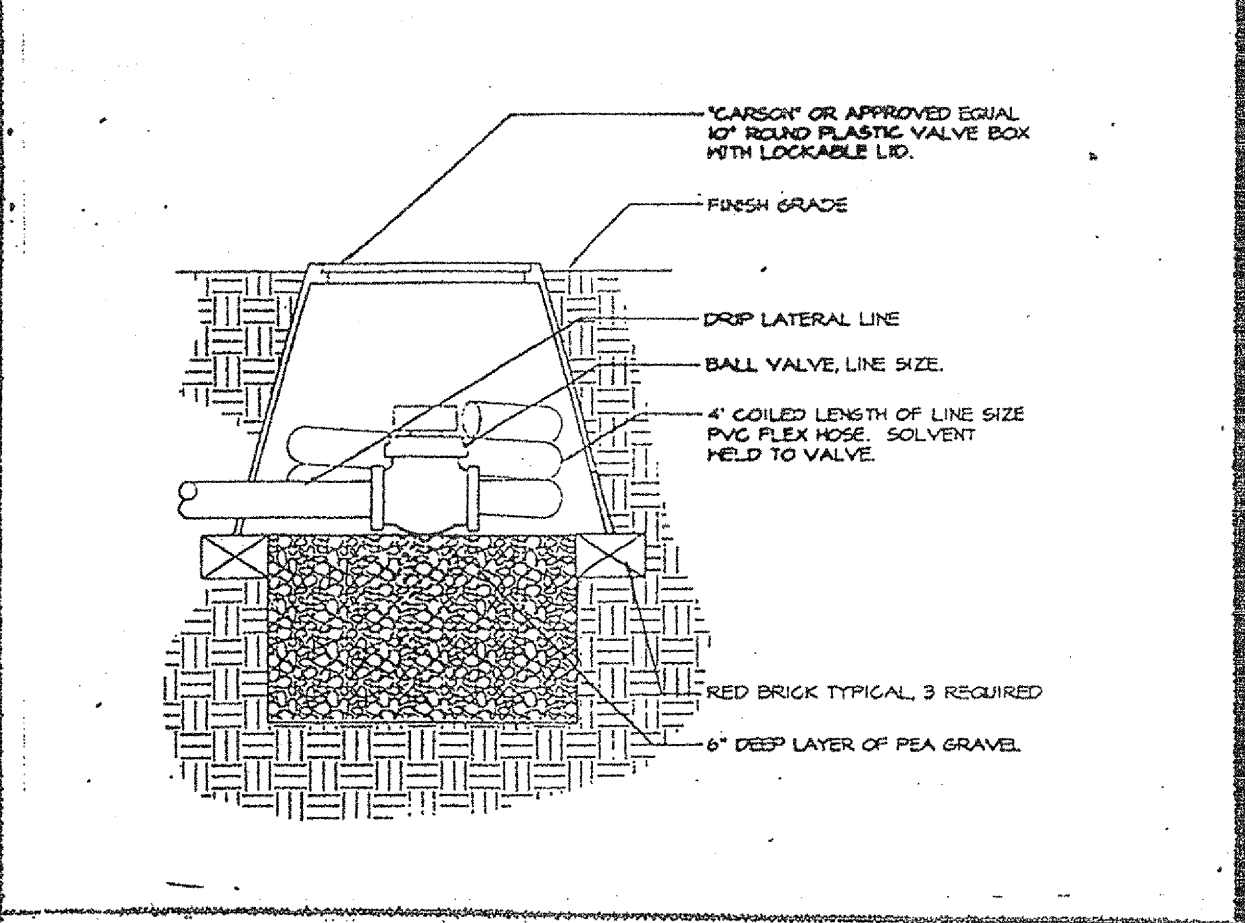 "CARSON" OR APPROVED EQUAL
10" ROUND PLASTIC VALVE BOX
WITH LOCKABLE LID.
FINISH GRADE
DRIP LATERAL LINE
BALL VALVE, LINE SIZE.
4' COILED LENGTH OF LINE SIZE
PVC FLEX HOSE. SOLVENT
WELD TO VALVE.
RED BRICK TYPICAL, 3 REQUIRED
6" DEEP LAYER OF PEA GRAVEL